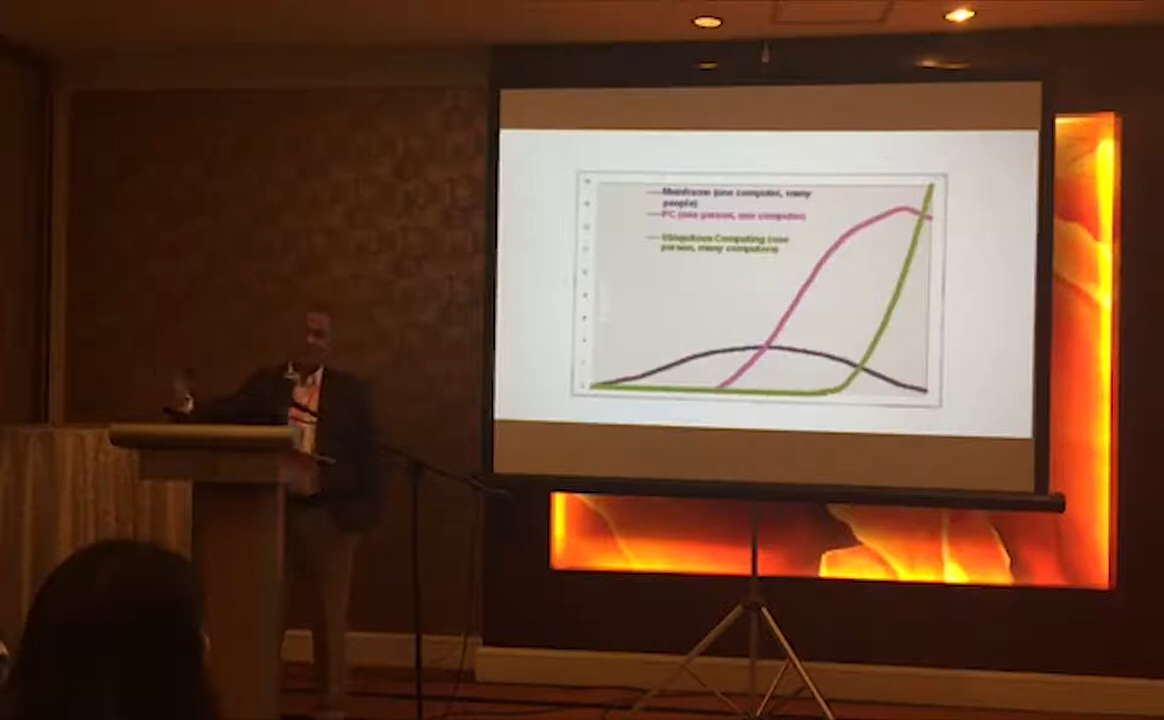 Mainframe (one computer, many
people)
PC (one person, one computer)
Ubiquitous Computing (one
person, many computers)